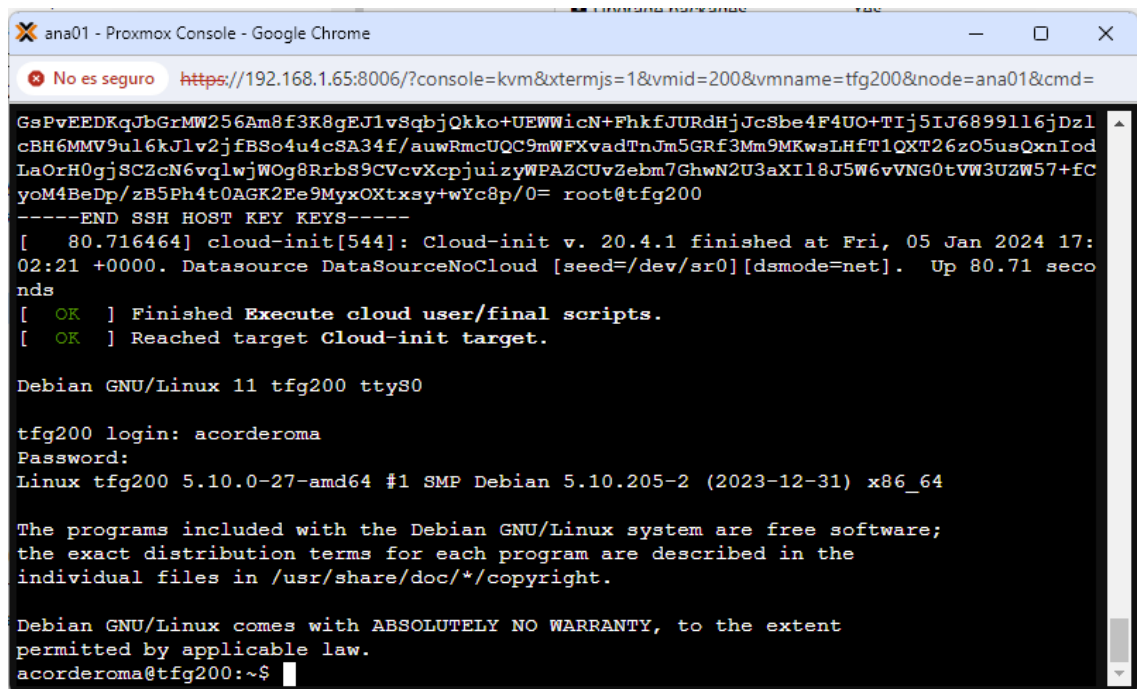 ana01 - Proxmox Console - Google Chrome
No es seguro https://192.168.1.65:8006/?console=kvm&xtermjs=1&vmid=200&vmname=tfg200&node=ana01&cmd=
GsPvEEDKqJbGrMW256Am8f3K8gEJ1vSqbjQkko+UEWWicN+FhkfJURdHjJcSbe4F4UO+TIj5IJ6899ll6jDzl
cBH6MMV9ul6kJlv2jfBSo4u4cSA34f/auwRmcUQC9mWFXvadTnJm5GRf3Mm9MKwsLHfT1QXT26zO5usQxnIod
LaOrH0gjSCZcN6vqlwjWOg8RrbS9CVcvXcpjuizyWPAZCUvZebm7GhwN2U3aXIl8J5W6vVNG0tVW3UZW57+fC
yoM4BeDp/zB5Ph4t0AGK2Ee9MyxOXtxsy+wYc8p/0= root@tfg200
-----END SSH HOST KEY KEYS-----
[   80.716464] cloud-init[544]: Cloud-init v. 20.4.1 finished at Fri, 05 Jan 2024 17:
02:21 +0000. Datasource DataSourceNoCloud [seed=/dev/sr0][dsmode=net].  Up 80.71 seco
nds
[  OK  ] Finished Execute cloud user/final scripts.
[  OK  ] Reached target Cloud-init target.
Debian GNU/Linux 11 tfg200 ttyS0
tfg200 login: acorderoma
Password:
Linux tfg200 5.10.0-27-amd64 #1 SMP Debian 5.10.205-2 (2023-12-31) x86_64
The programs included with the Debian GNU/Linux system are free software;
the exact distribution terms for each program are described in the
individual files in /usr/share/doc/*/copyright.
Debian GNU/Linux comes with ABSOLUTELY NO WARRANTY, to the extent
permitted by applicable law.
acorderoma@tfg200:~$